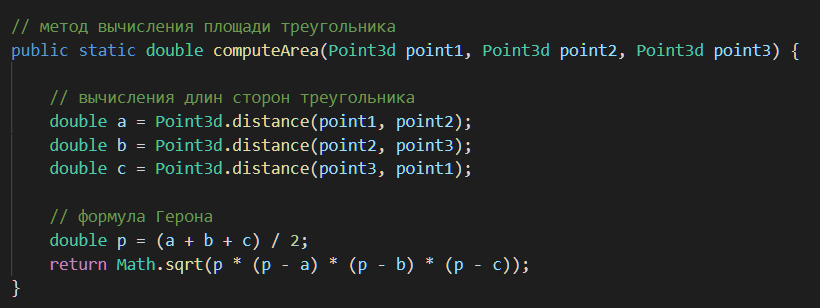 // метод вычисления площади треугольника
public static double computeArea(Point3d point1, Point3d point2, Point3d point3) {
// вычисления длин сторон треугольника
double a = Point3d.distance(point1, point2);
double b = Point3d.distance(point2, point3);
double c = Point3d.distance(point3, point1);
// формула Герона
double p = (a + b + c) / 2;
return Math.sqrt(p * (p - a) * (p - b) * (p - c));
}